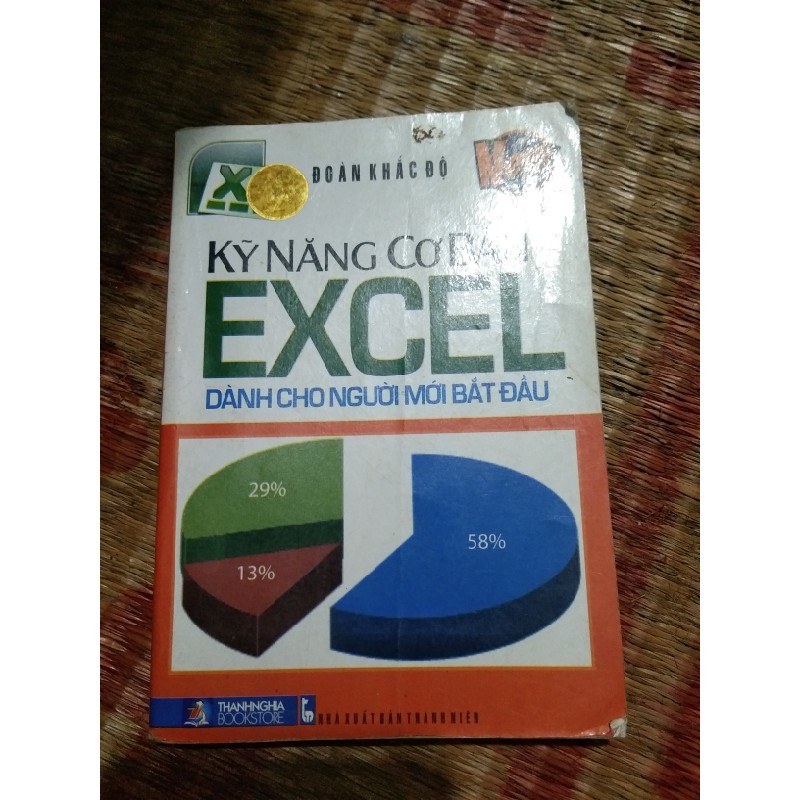 ĐOÀN KHẮC ĐỘ
KỸ NĂNG CƠ BẢN
EXCEL
DÀNH CHO NGƯỜI MỚI BẮT ĐẦU
29%
13%
58%
THANHNGHIA
BOOKSTORE
NHÀ XUẤT BẢN THANH NIÊN